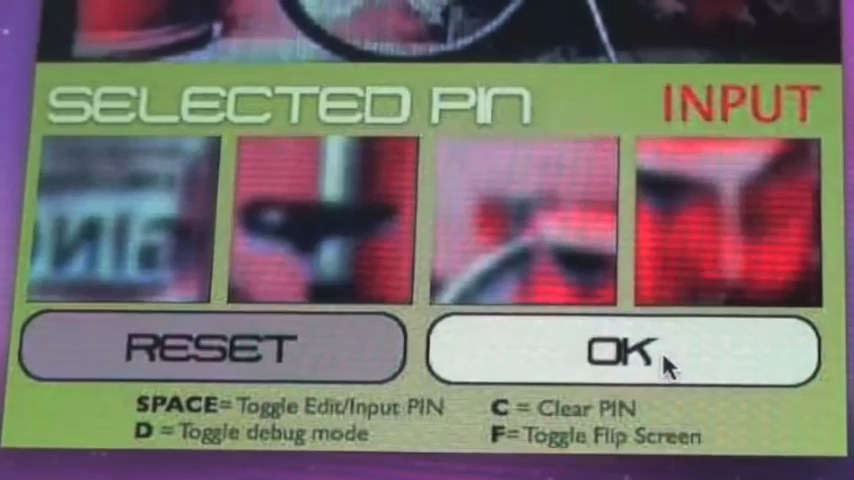 SELECTED PIN INPUT
RESET OK
SPACE= Toggle Edit/Input PIN C = Clear PIN
D = Toggle debug mode F= Toggle Flip Screen